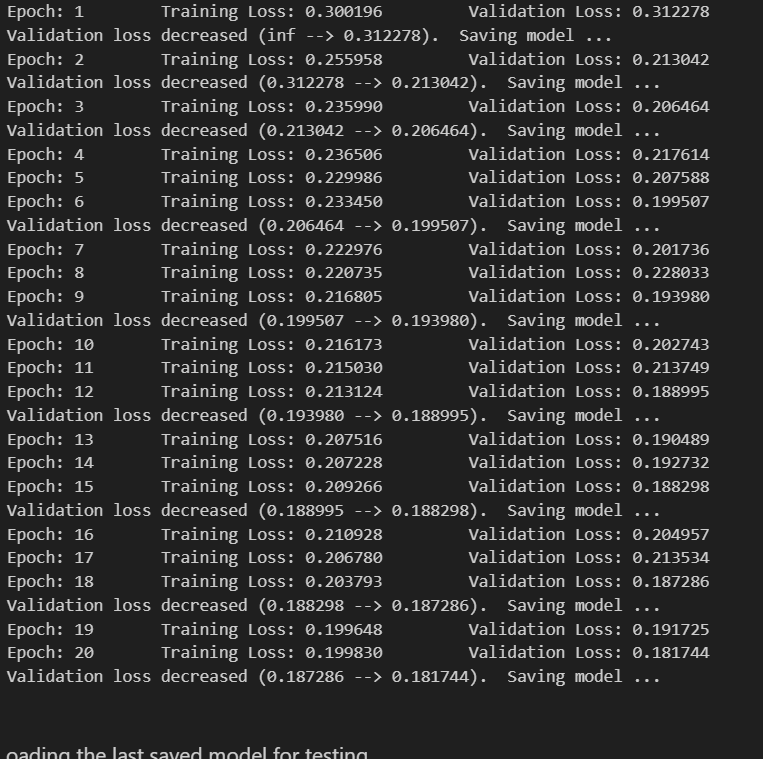 Epoch: 1 Training Loss: 0.300196 Validation Loss: 0.312278
Validation loss decreased (inf --> 0.312278). Saving model ...
Epoch: 2 Training Loss: 0.255958 Validation Loss: 0.213042
Validation loss decreased (0.312278 --> 0.213042). Saving model ...
Epoch: 3 Training Loss: 0.235990 Validation Loss: 0.206464
Validation loss decreased (0.213042 --> 0.206464). Saving model ...
Epoch: 4 Training Loss: 0.236506 Validation Loss: 0.217614
Epoch: 5 Training Loss: 0.229986 Validation Loss: 0.207588
Epoch: 6 Training Loss: 0.233450 Validation Loss: 0.199507
Validation loss decreased (0.206464 --> 0.199507). Saving model ...
Epoch: 7 Training Loss: 0.222976 Validation Loss: 0.201736
Epoch: 8 Training Loss: 0.220735 Validation Loss: 0.228033
Epoch: 9 Training Loss: 0.216805 Validation Loss: 0.193980
Validation loss decreased (0.199507 --> 0.193980). Saving model ...
Epoch: 10 Training Loss: 0.216173 Validation Loss: 0.202743
Epoch: 11 Training Loss: 0.215030 Validation Loss: 0.213749
Epoch: 12 Training Loss: 0.213124 Validation Loss: 0.188995
Validation loss decreased (0.193980 --> 0.188995). Saving model ...
Epoch: 13 Training Loss: 0.207516 Validation Loss: 0.190489
Epoch: 14 Training Loss: 0.207228 Validation Loss: 0.192732
Epoch: 15 Training Loss: 0.209266 Validation Loss: 0.188298
Validation loss decreased (0.188995 --> 0.188298). Saving model ...
Epoch: 16 Training Loss: 0.210928 Validation Loss: 0.204957
Epoch: 17 Training Loss: 0.206780 Validation Loss: 0.213534
Epoch: 18 Training Loss: 0.203793 Validation Loss: 0.187286
Validation loss decreased (0.188298 --> 0.187286). Saving model ...
Epoch: 19 Training Loss: 0.199648 Validation Loss: 0.191725
Epoch: 20 Training Loss: 0.199830 Validation Loss: 0.181744
Validation loss decreased (0.187286 --> 0.181744). Saving model ...
oading the last saved model for testing